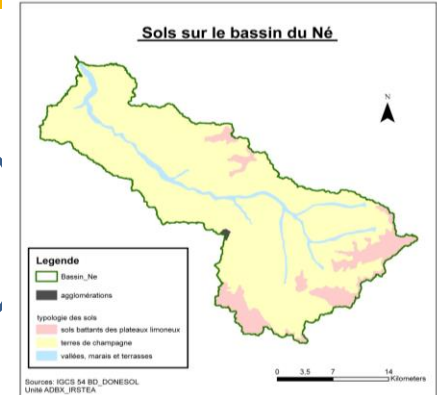 Sols sur le bassin du Né
N
Legende
Bassin_Ne
agglomérations
typologie des sols
sols battants des plateaux limoneux
terres de champagne
vallées, marais et terrasses
Sources: IGCS 54 BD_DONESOL
Unité ADBX_IRSTEA
0 3,5 7 14
Kilometers